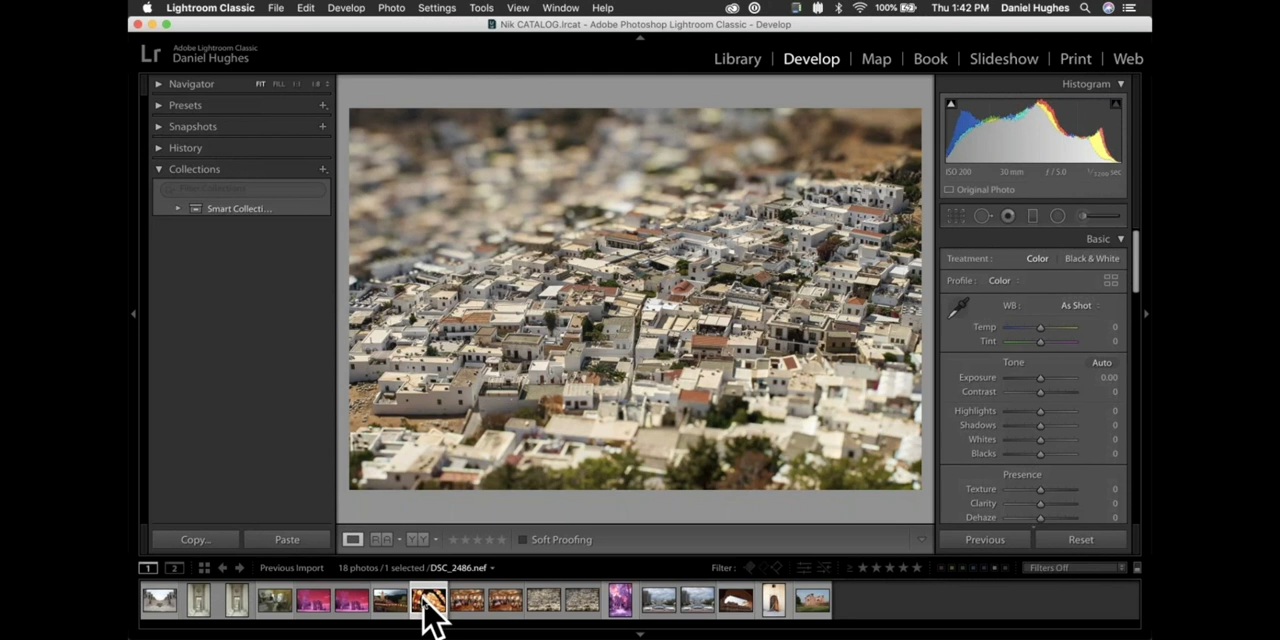 Lightroom Classic File Edit Develop Photo Settings Tools View Window Help 100% Thu 1:42 PM Daniel Hughes
Nik CATALOG.lrcat - Adobe Photoshop Lightroom Classic - Develop
Lr Adobe Lightroom Classic
Daniel Hughes
Library | Develop | Map | Book | Slideshow | Print | Web
Navigator FIT FILL 1:1
Presets
Snapshots
History
Collections
Filter Collections
Smart Collecti...
Histogram
ISO 200 30 mm ƒ / 5.0 sec
Original Photo
Basic
Treatment : Color Black & White
Profile : Color
WB : As Shot
Temp 0
Tint 0
Tone Auto
Exposure 0.00
Contrast 0
Highlights 0
Shadows 0
Whites 0
Blacks 0
Presence
Texture 0
Clarity 0
Dehaze 0
Copy... Paste
Soft Proofing
Previous Reset
1 2 Previous Import 18 photos / 1 selected / DSC_2486.nef Filter : Filters Off